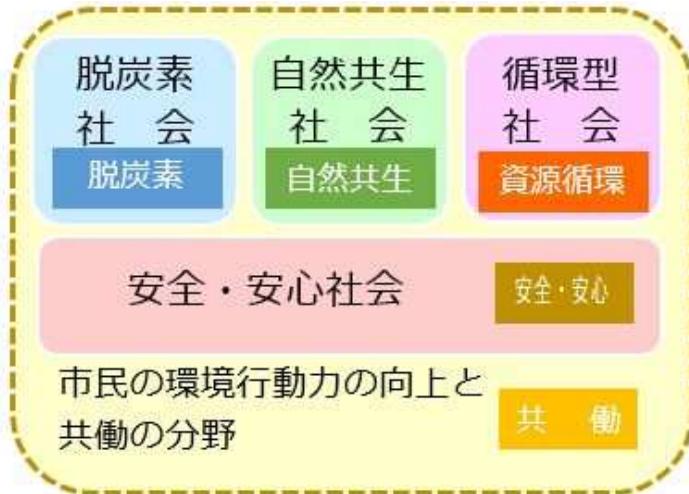 脱炭素
社　会
脱炭素
自然共生
社　会
自然共生
循環型
社　会
資源循環
安全・安心社会
安全・安心
市民の環境行動力の向上と
共働の分野
共　働